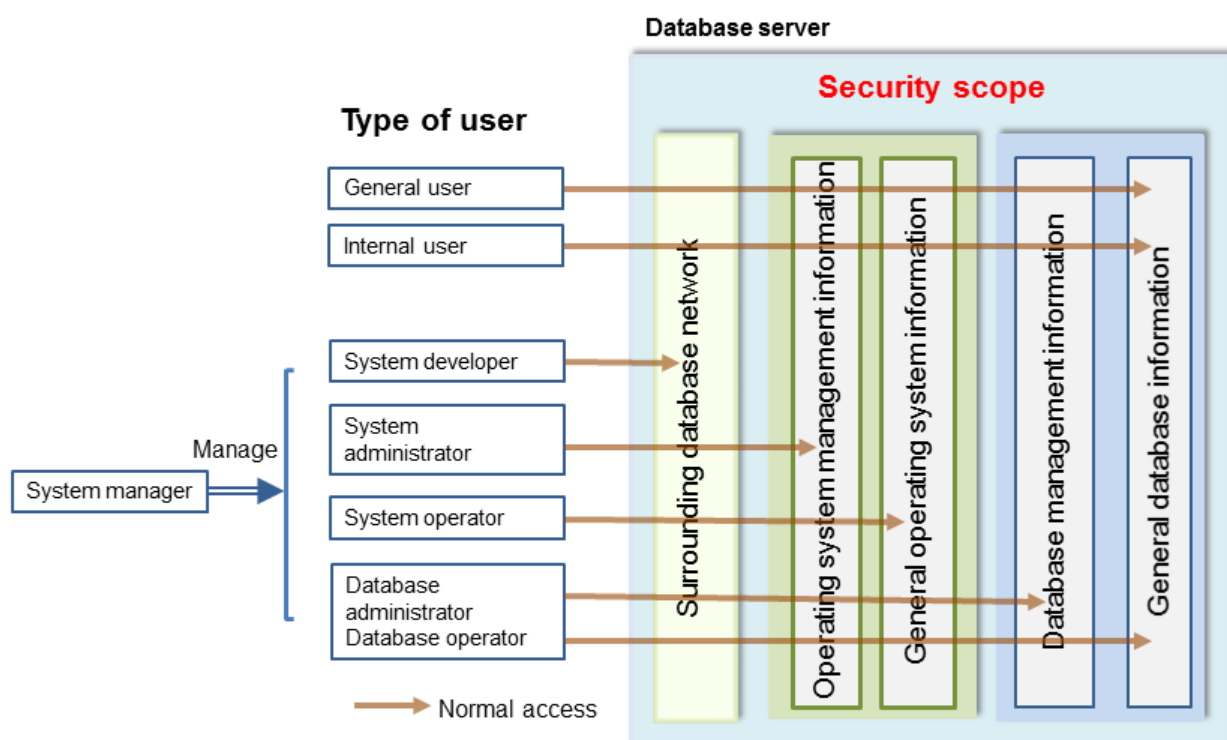 Database server
Security scope
Type of user
General user
Internal user
System developer
System
administrator
Manage
System manager
System operator
Database
administrator
Database operator
Normal access
Surrounding database network
Operating system management information
General operating system information
Database management information
General database information